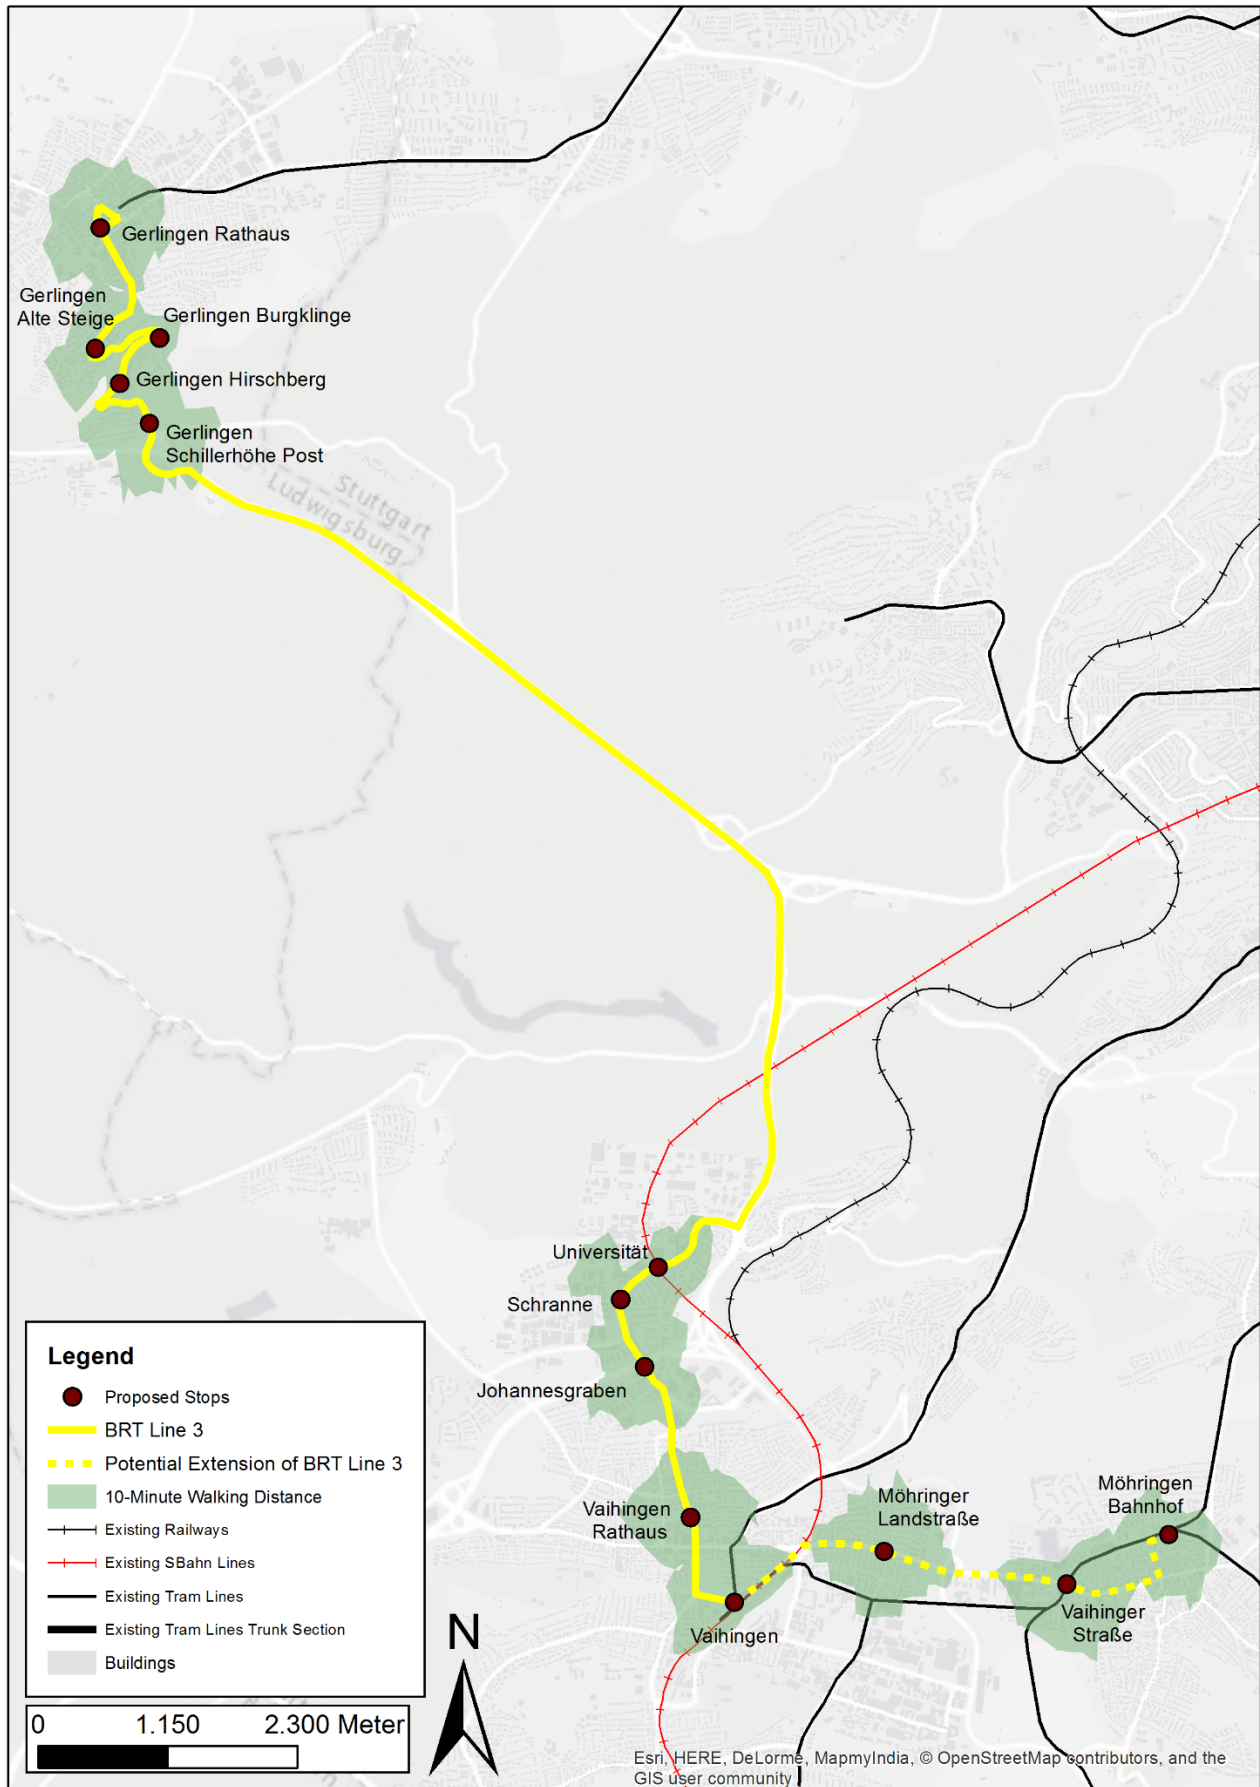 Gerlingen Rathaus
Gerlingen
Alte Steige
Gerlingen Burgklinge
Gerlingen Hirschberg
Gerlingen
Schillerhöhe Post
Stuttgart
Ludwigsburg
Universität
Schranne
Johannesgraben
Vaihingen
Rathaus
Vaihingen
Möhringer
Landstraße
Möhringen
Bahnhof
Vaihinger
Straße
Legend
Proposed Stops
BRT Line 3
Potential Extension of BRT Line 3
10-Minute Walking Distance
Existing Railways
Existing SBahn Lines
Existing Tram Lines
Existing Tram Lines Trunk Section
Buildings
0 1.150 2.300 Meter
N
Esri, HERE, DeLorme, MapmyIndia, © OpenStreetMap contributors, and the
GIS user community